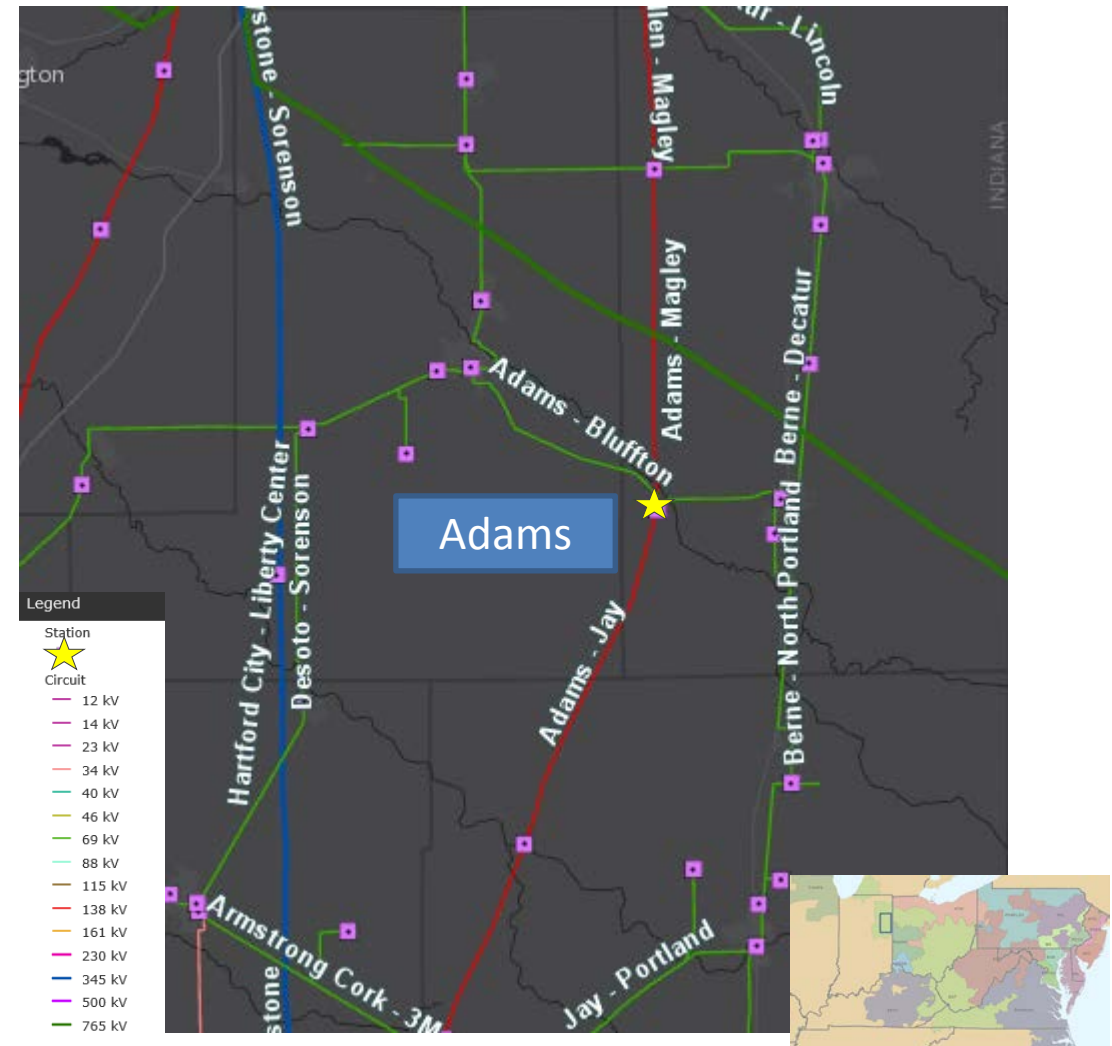 gton
ystone - Sorenson
llen - Magley
ur - Lincoln
INDIANA
Adams - Magley
Berne - Decatur
Adams - Bluffton
Adams
Hartford City - Liberty Center
Desoto - Sorenson
Berne - North Portland
Adams - Jay
Armstrong Cork - 3M
Jay - Portland
stone
Legend
Station
Circuit
12 kV
14 kV
23 kV
34 kV
40 kV
46 kV
69 kV
88 kV
115 kV
138 kV
161 kV
230 kV
345 kV
500 kV
765 kV